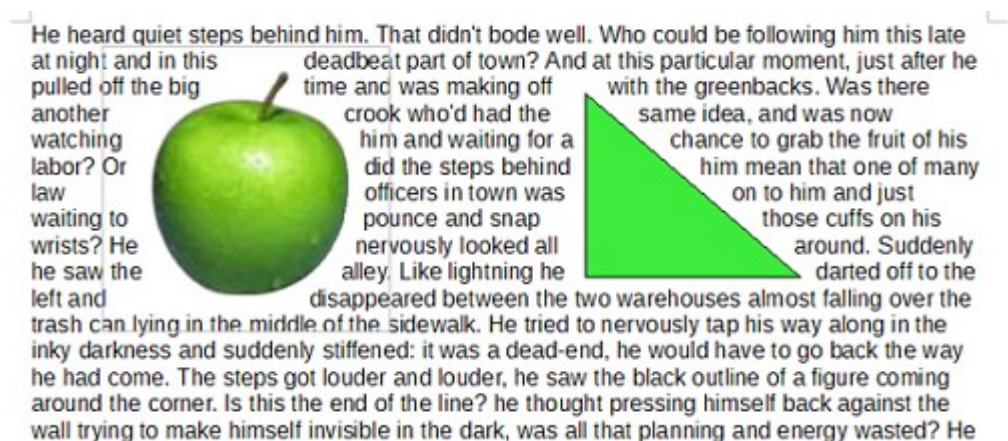 He heard quiet steps behind him. That didn't bode well. Who could be following him this late
at night and in this deadbeat part of town? And at this particular moment, just after he
pulled off the big time and was making off with the greenbacks. Was there
another crook who'd had the same idea, and was now
watching him and waiting for a chance to grab the fruit of his
labor? Or did the steps behind him mean that one of many
law officers in town was on to him and just
waiting to pounce and snap those cuffs on his
wrists? He nervously looked all around. Suddenly
he saw the alley. Like lightning he darted off to the
left and disappeared between the two warehouses almost falling over the
trash can lying in the middle of the sidewalk. He tried to nervously tap his way along in the
inky darkness and suddenly stiffened: it was a dead-end, he would have to go back the way
he had come. The steps got louder and louder, he saw the black outline of a figure coming
around the corner. Is this the end of the line? he thought pressing himself back against the
wall trying to make himself invisible in the dark, was all that planning and energy wasted? He